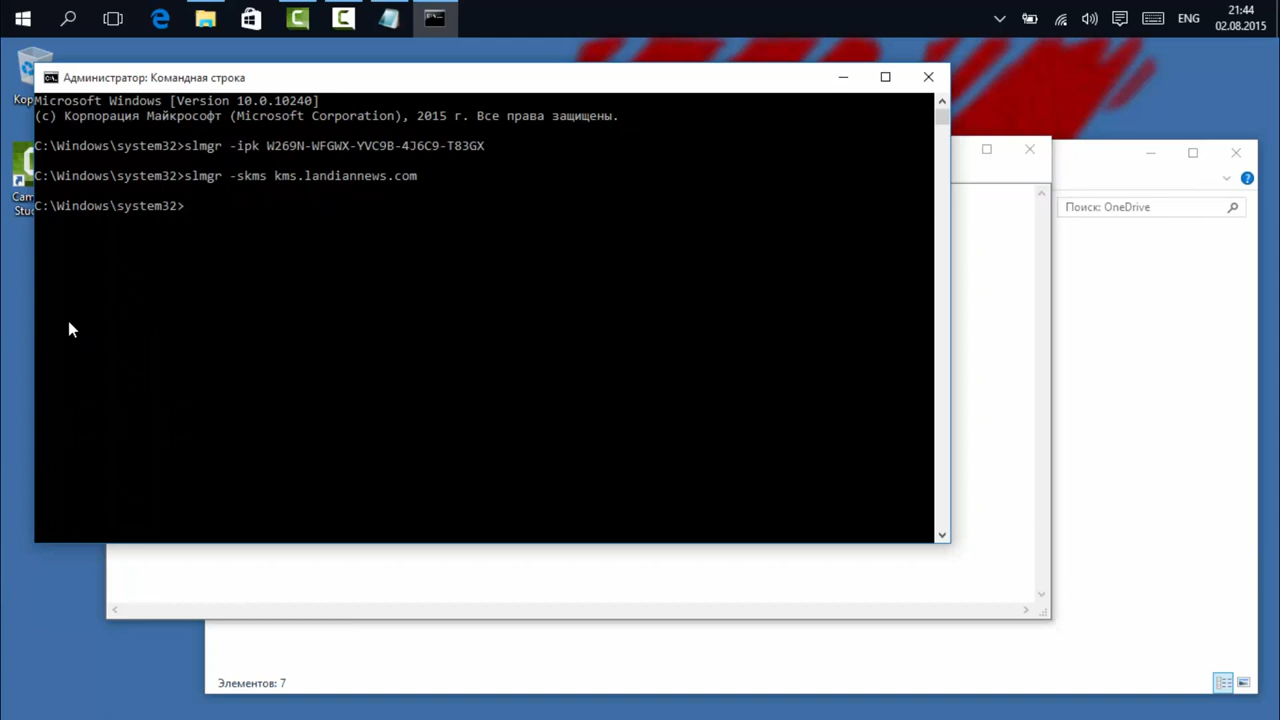 ENG
21:44
02.08.2015
Администратор: Командная строка
Microsoft Windows [Version 10.0.10240]
(c) Корпорация Майкрософт (Microsoft Corporation), 2015 г. Все права защищены.
C:\Windows\system32>slmgr -ipk W269N-WFGWX-YVC9B-4J6C9-T83GX
C:\Windows\system32>slmgr -skms kms.landiannews.com
C:\Windows\system32>
Поиск: OneDrive
Элементов: 7